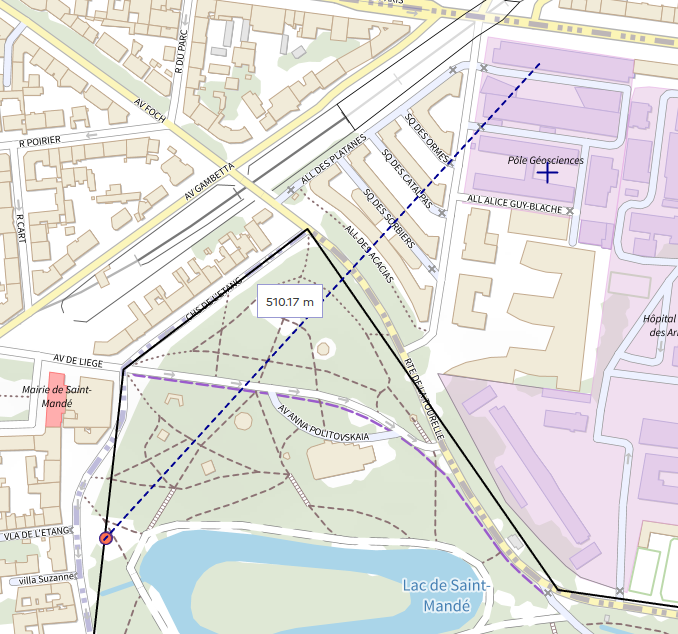 ARIS
R DU PARC
AV FOCH
R POIRIER
AV GAMBETTA
R CART
ALL DES PLATANES
SQ DES ORMES
SQ DES CATALPAS
SQ DES SORBIERS
ALL DES ACACIAS
Pôle Géosciences
ALL ALICE GUY-BLACHE
CHS DE L'ETANG
510.17 m
Hôpital
des Ar
AV DE LIEGE
Mairie de Saint-
Mandé
RTE DE LA TOURELLE
AV ANNA POLITOVSKAIA
VLA DE L'ETANG
villa Suzanne
Lac de Saint-
Mandé